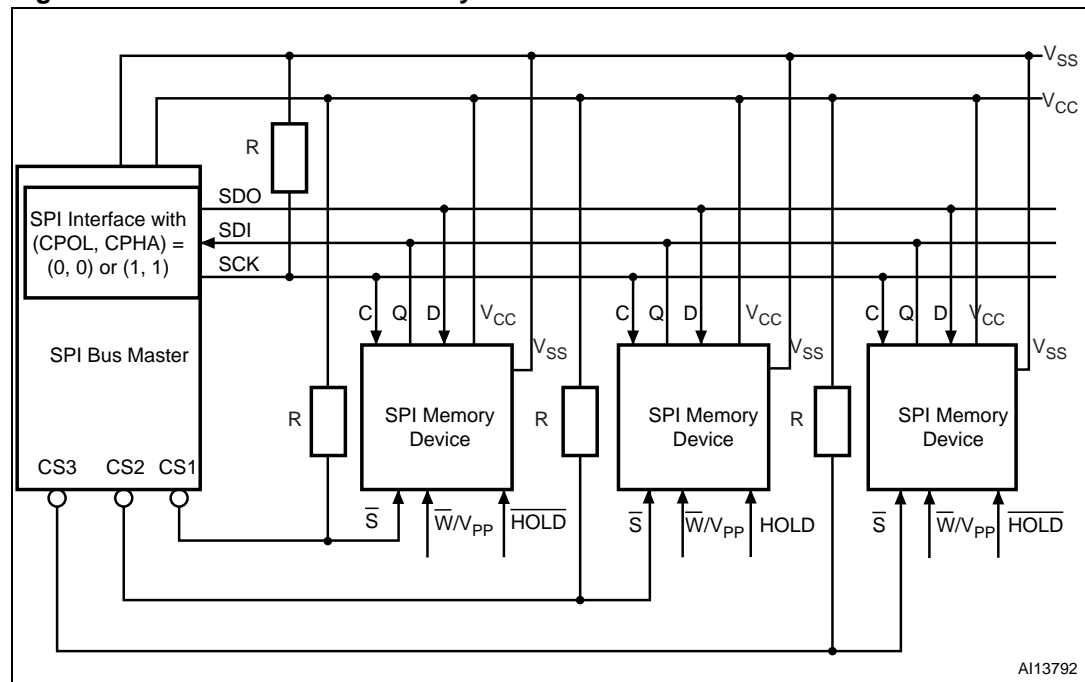 V_SS
V_CC
R
SDO
SPI Interface with
(CPOL, CPHA) =
(0, 0) or (1, 1)
SDI
SCK
SPI Bus Master
C Q D V_CC V_SS
C Q D V_CC V_SS
C Q D V_CC V_SS
R
SPI Memory
Device
R
SPI Memory
Device
R
SPI Memory
Device
CS3 CS2 CS1
S̅ W̅/V_PP H̅O̅L̅D̅
S̅ W̅/V_PP HOLD
S̅ W̅/V_PP H̅O̅L̅D̅
AI13792